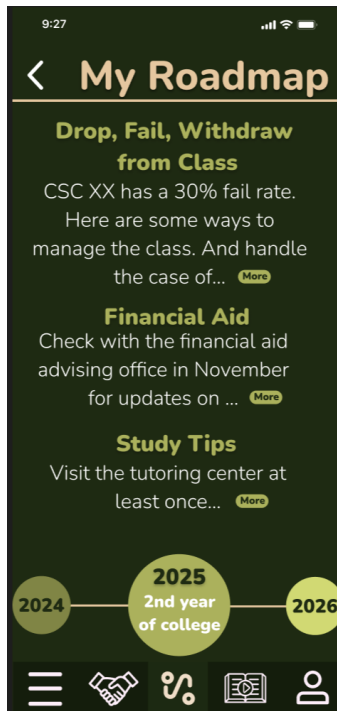 9:27
My Roadmap
Drop, Fail, Withdraw
from Class
CSC XX has a 30% fail rate.
Here are some ways to
manage the class. And handle
the case of... More
Financial Aid
Check with the financial aid
advising office in November
for updates on ... More
Study Tips
Visit the tutoring center at
least once... More
2024
2025
2nd year
of college
2026